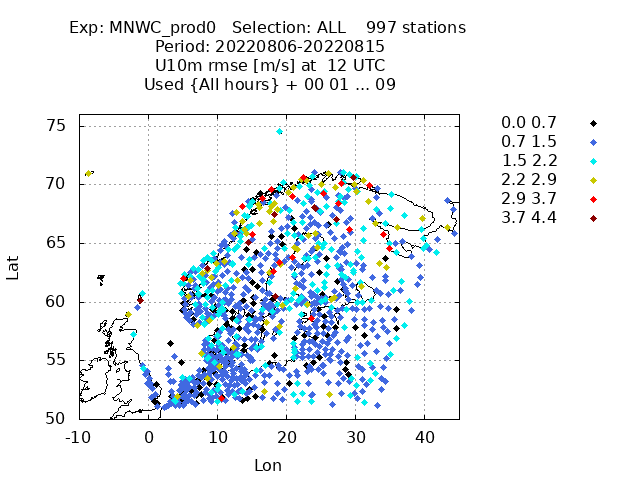 Exp: MNWC_prod0   Selection: ALL    997 stations
Period: 20220806-20220815
U10m rmse [m/s] at  12 UTC
Used {All hours} + 00 01 ... 09
0.0 0.7
0.7 1.5
1.5 2.2
2.2 2.9
2.9 3.7
3.7 4.4
75
70
65
60
55
50
Lat
-10 0 10 20 30 40
Lon